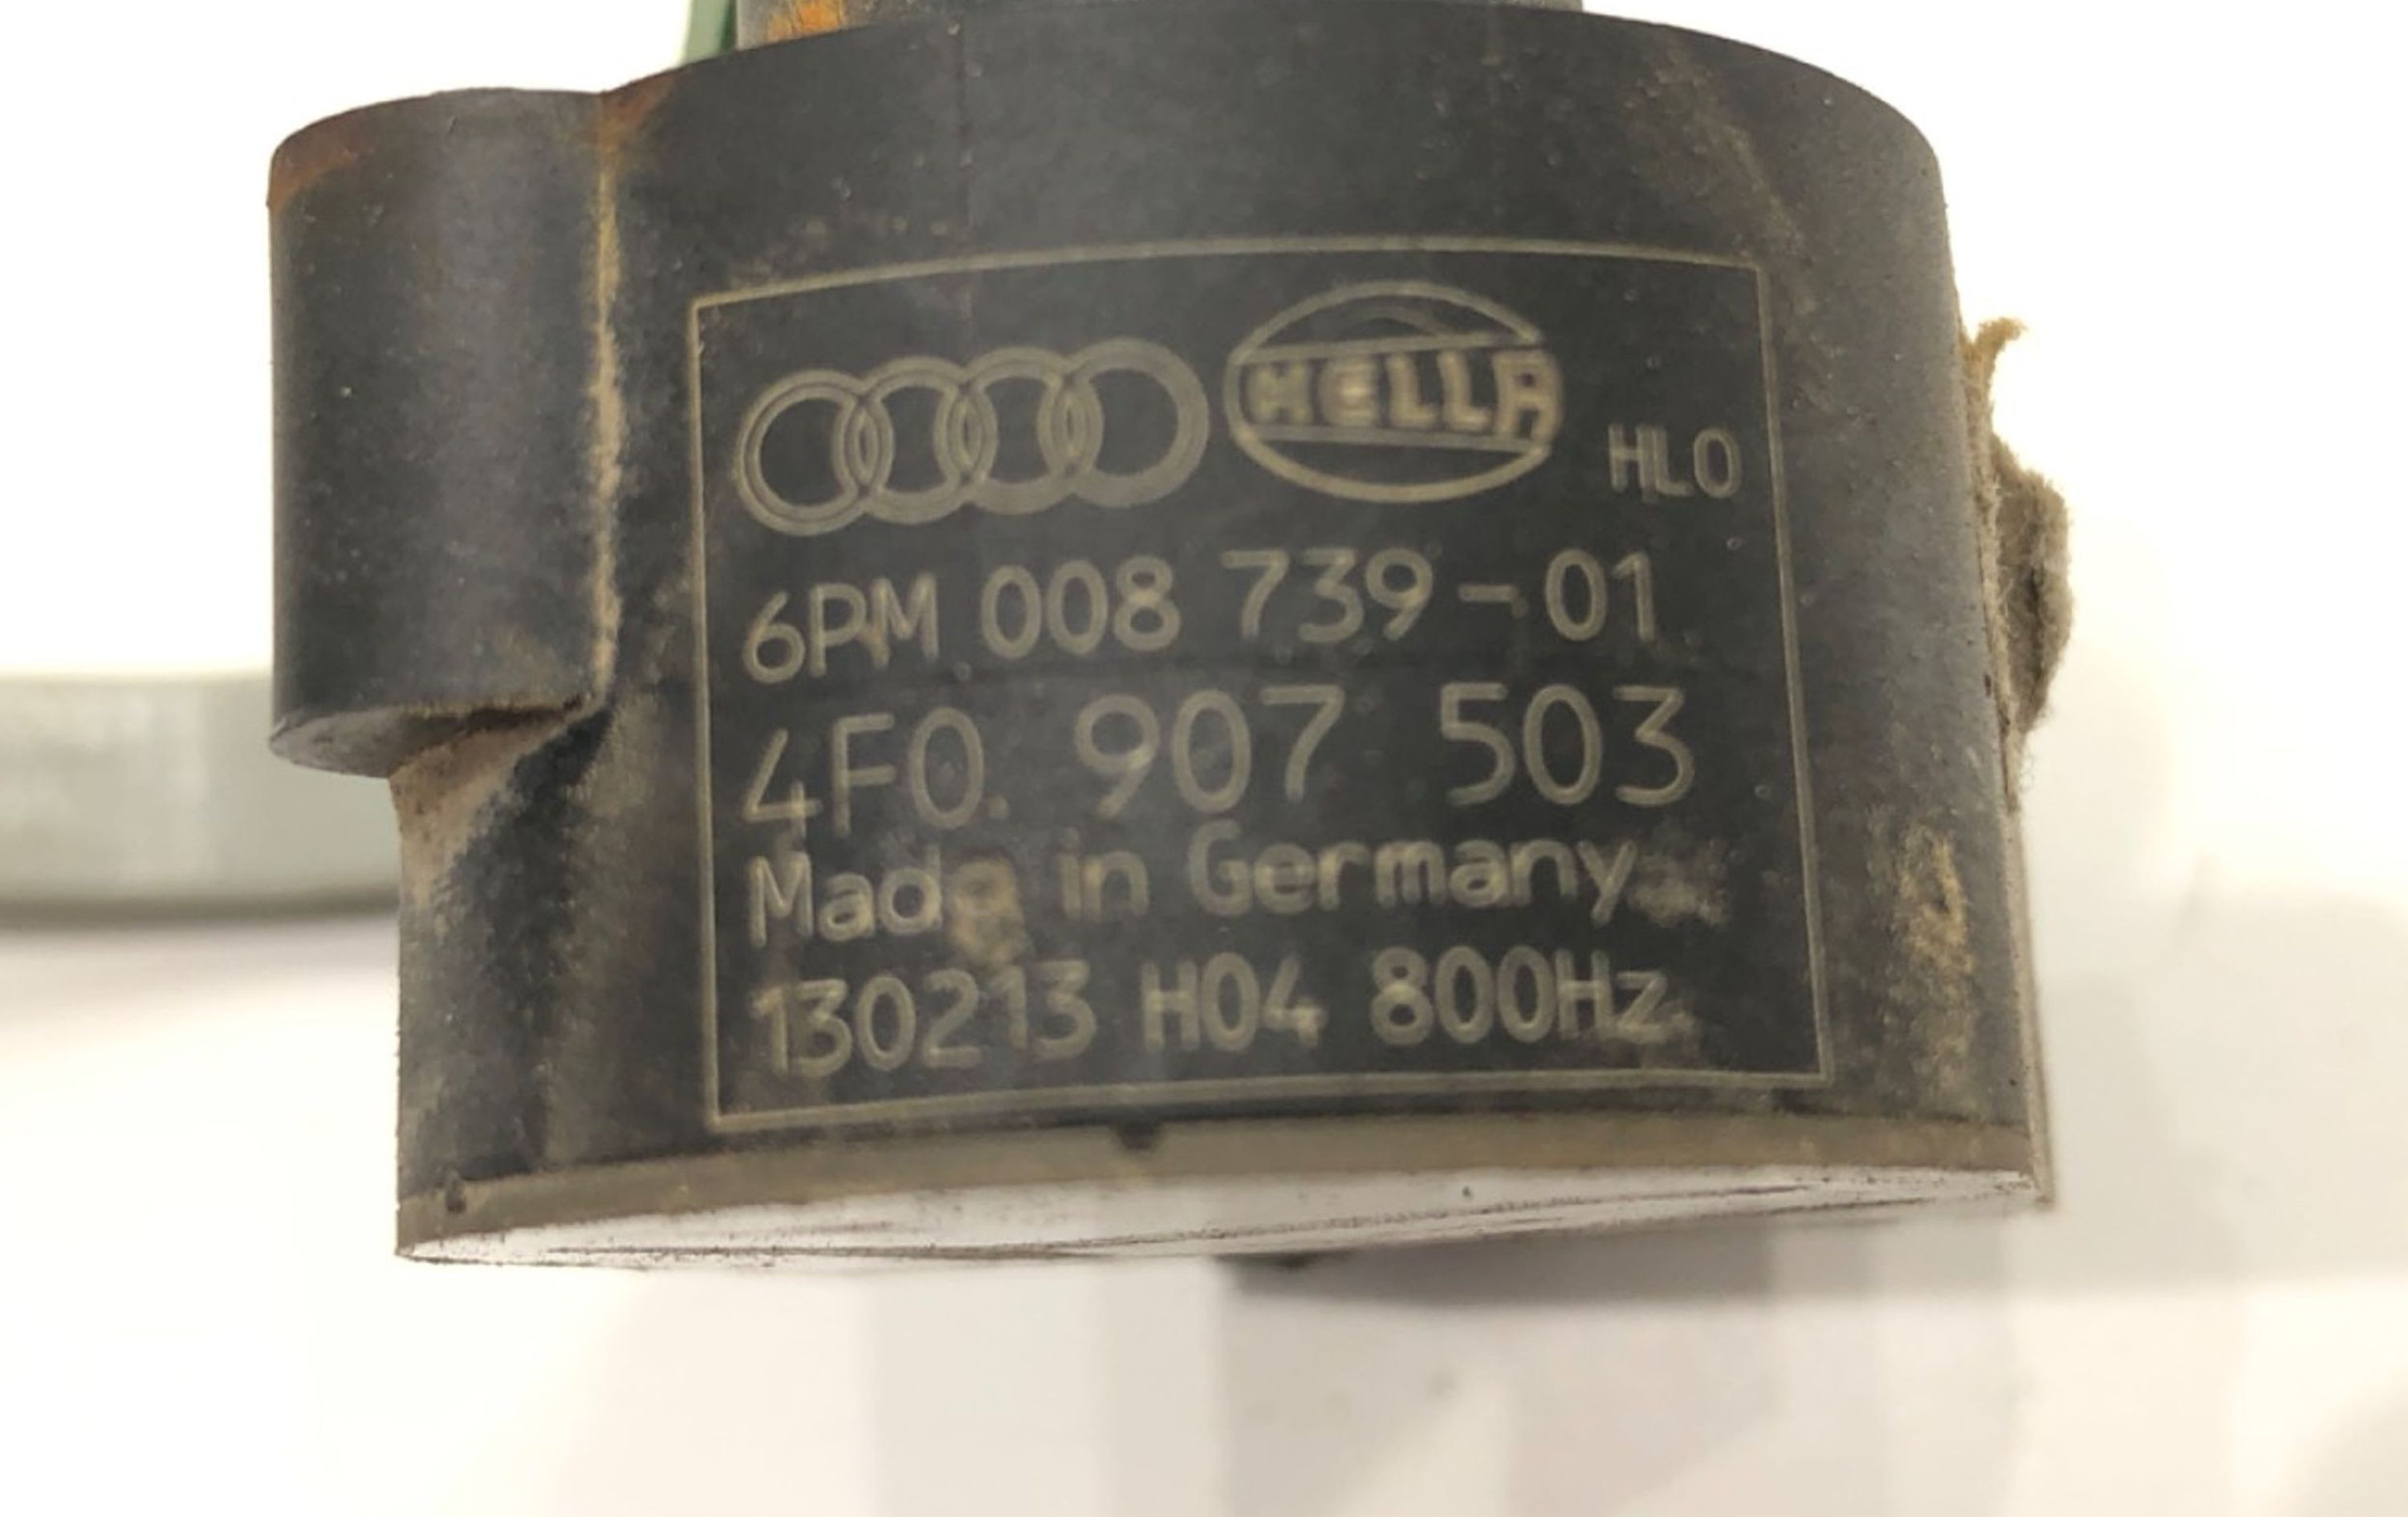 HELLA HLO
6PM 008 739-01
4F0 907 503
Made in Germany
130213 H04 800Hz